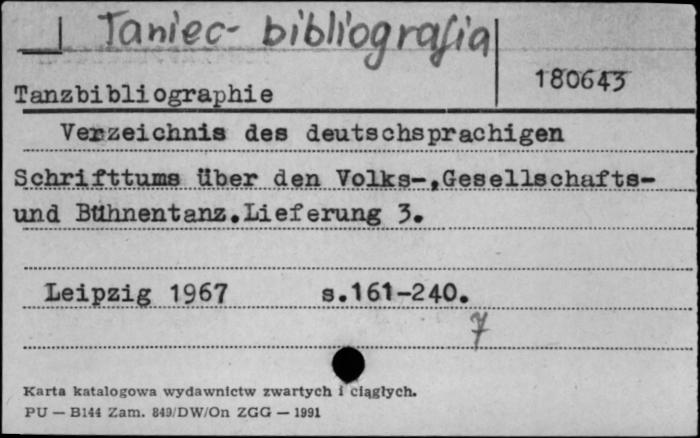 Taniec- bibliografia
180643
Tanzbibliographie
Verzeichnis des deutschsprachigen
Schrifttums über den Volks-,Gesellschafts-
und Bühnentanz.Lieferung 3.
Leipzig 1967 s.161-240.
7
Karta katalogowa wydawnictw zwartych i ciągłych.
PU — B144 Zam. 849/DW/On ZGG — 1991